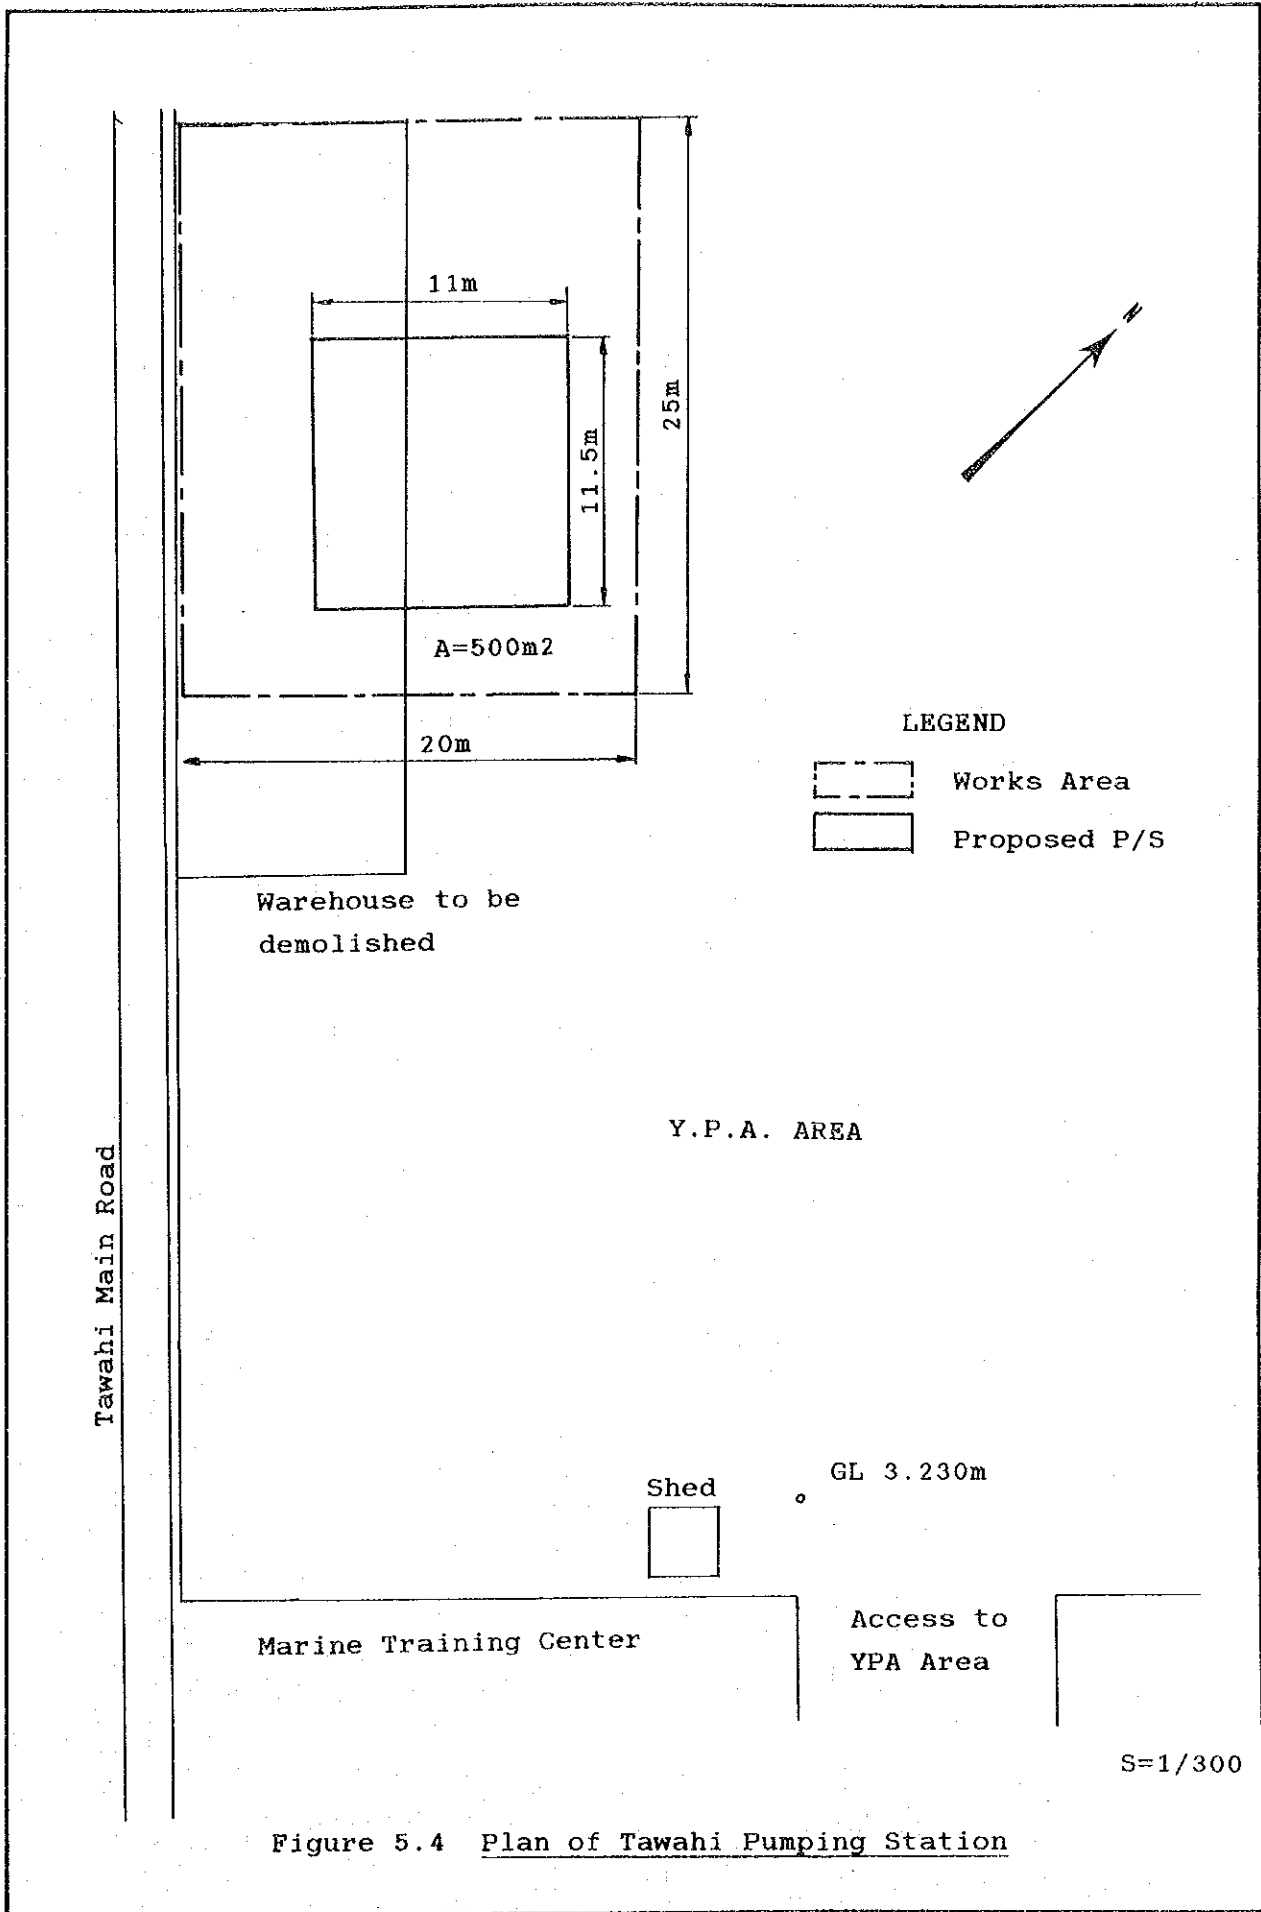 11m
N
25m
11.5m
A=500m2
LEGEND
20m
Works Area
Proposed P/S
Warehouse to be
demolished
Y.P.A. AREA
Tawahi Main Road
GL 3.230m
Shed
Access to
YPA Area
Marine Training Center
S=1/300
Figure 5.4 Plan of Tawahi Pumping Station